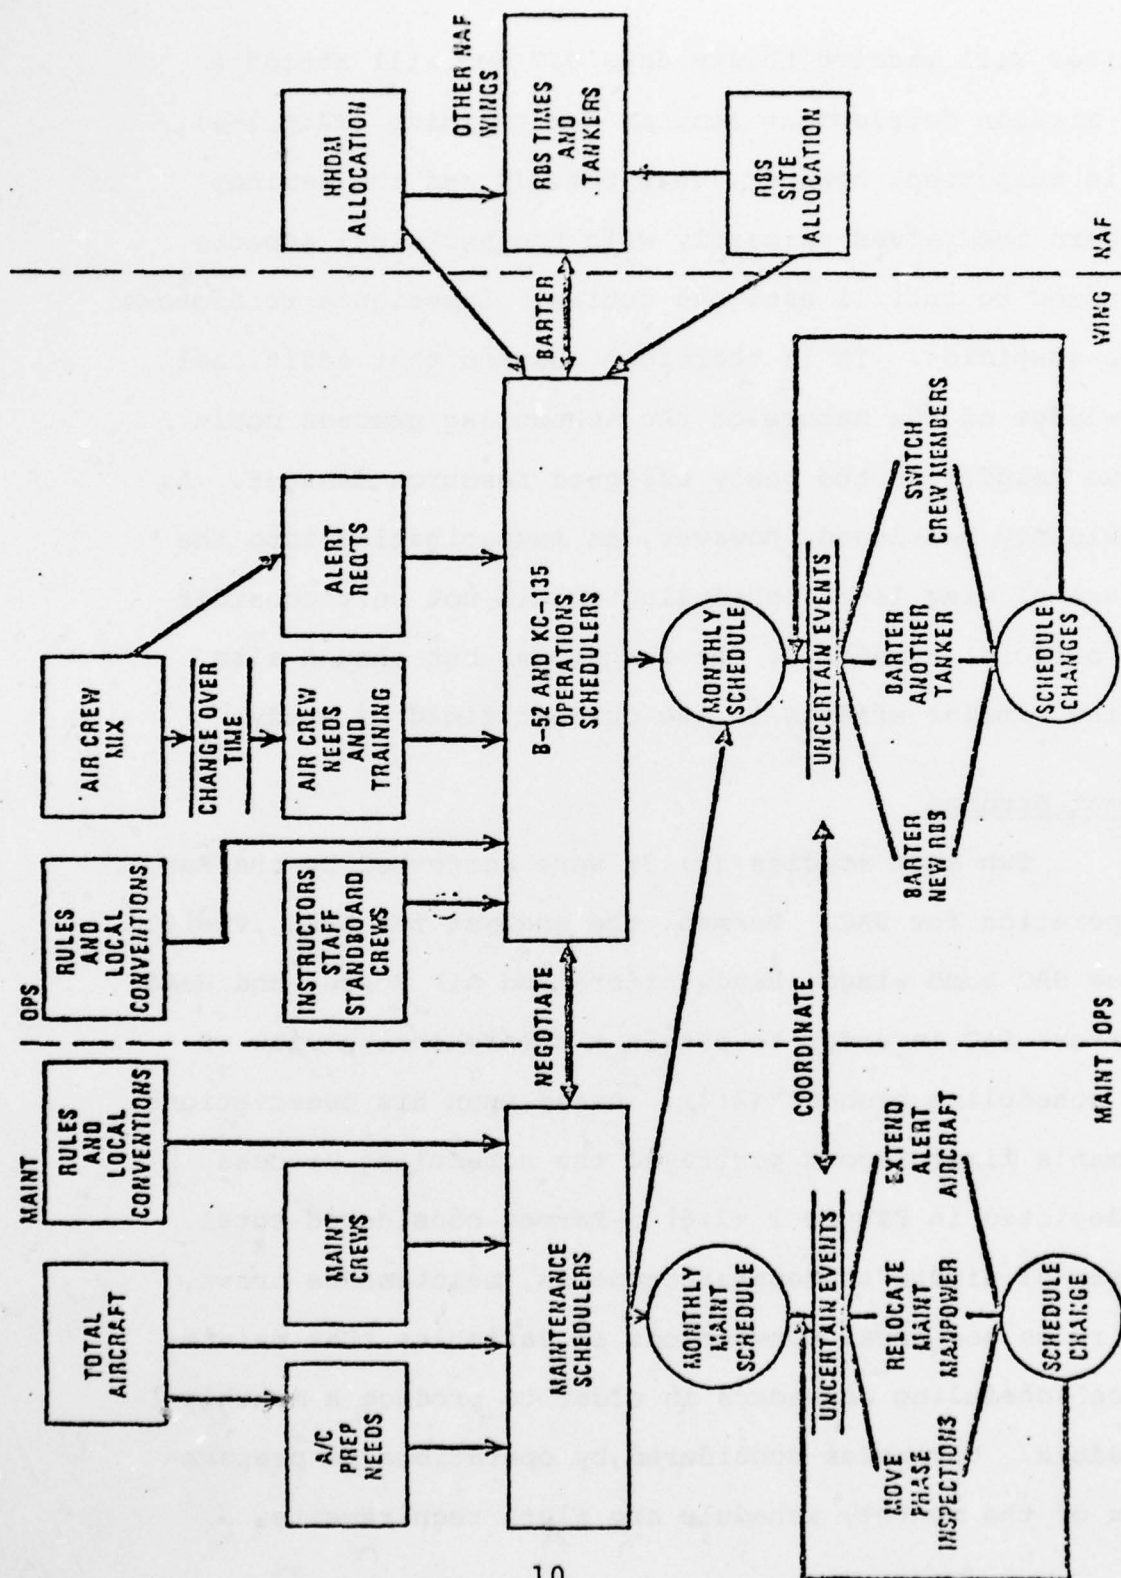 MAINT
TOTAL
AIRCRAFT
RULES
AND
LOCAL
CONVENTIONS
A/C
PREP
NEEDS
MAINT
CREWS
MAINTENANCE
SCHEDULERS
MONTHLY
MAINT
SCHEDULE
UNCERTAIN EVENTS
MOVE
PHASE
INSPECTIONS
RELOCATE
MAINT
MANPOWER
EXTEND
ALERT
AIRCRAFT
SCHEDULE
CHANGE
MAINT
OPS
NEGOTIATE
COORDINATE
OPS
RULES
AND
LOCAL
CONVENTIONS
AIR CREW
MIX
CHANGE OVER
TIME
INSTRUCTORS
STAFF
STANDBOARD
CREWS
AIR CREW
NEEDS
AND
TRAINING
ALERT
REQ'TS
B-52 AND KC-135
OPERATIONS
SCHEDULERS
MONTHLY
SCHEDULE
UNCERTAIN EVENTS
BARTER
NEW RBS
BARTER
ANOTHER
TANKER
SWITCH
CREW MEMBERS
SCHEDULE
CHANGES
WING
NAF
BARTER
HHDM
ALLOCATION
OTHER NAF
WINGS
RBS TIMES
AND
TANKERS
RBS
SITE
ALLOCATION
10